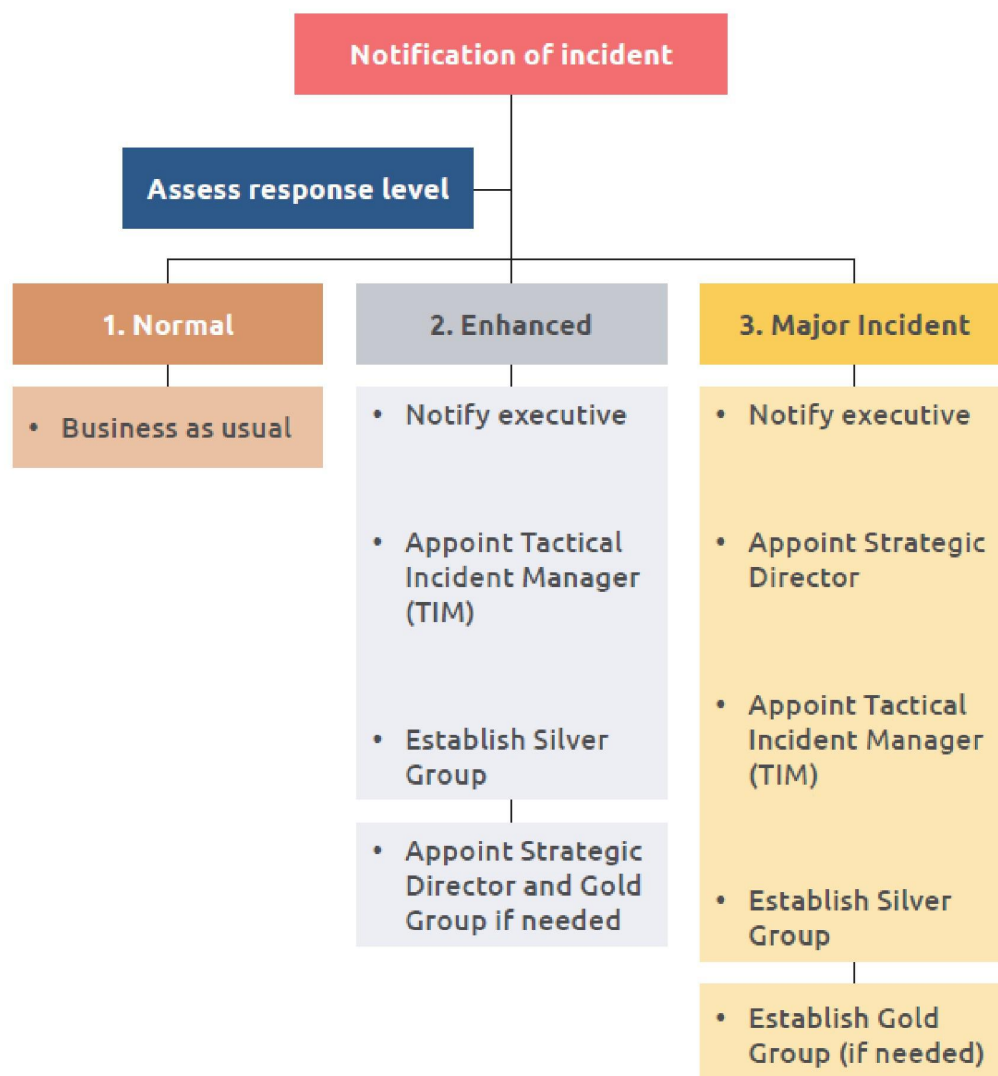 Notification of incident
Assess response level
1. Normal
• Business as usual
2. Enhanced
• Notify executive
• Appoint Tactical
Incident Manager
(TIM)
• Establish Silver
Group
• Appoint Strategic
Director and Gold
Group if needed
3. Major Incident
• Notify executive
• Appoint Strategic
Director
• Appoint Tactical
Incident Manager
(TIM)
• Establish Silver
Group
• Establish Gold
Group (if needed)